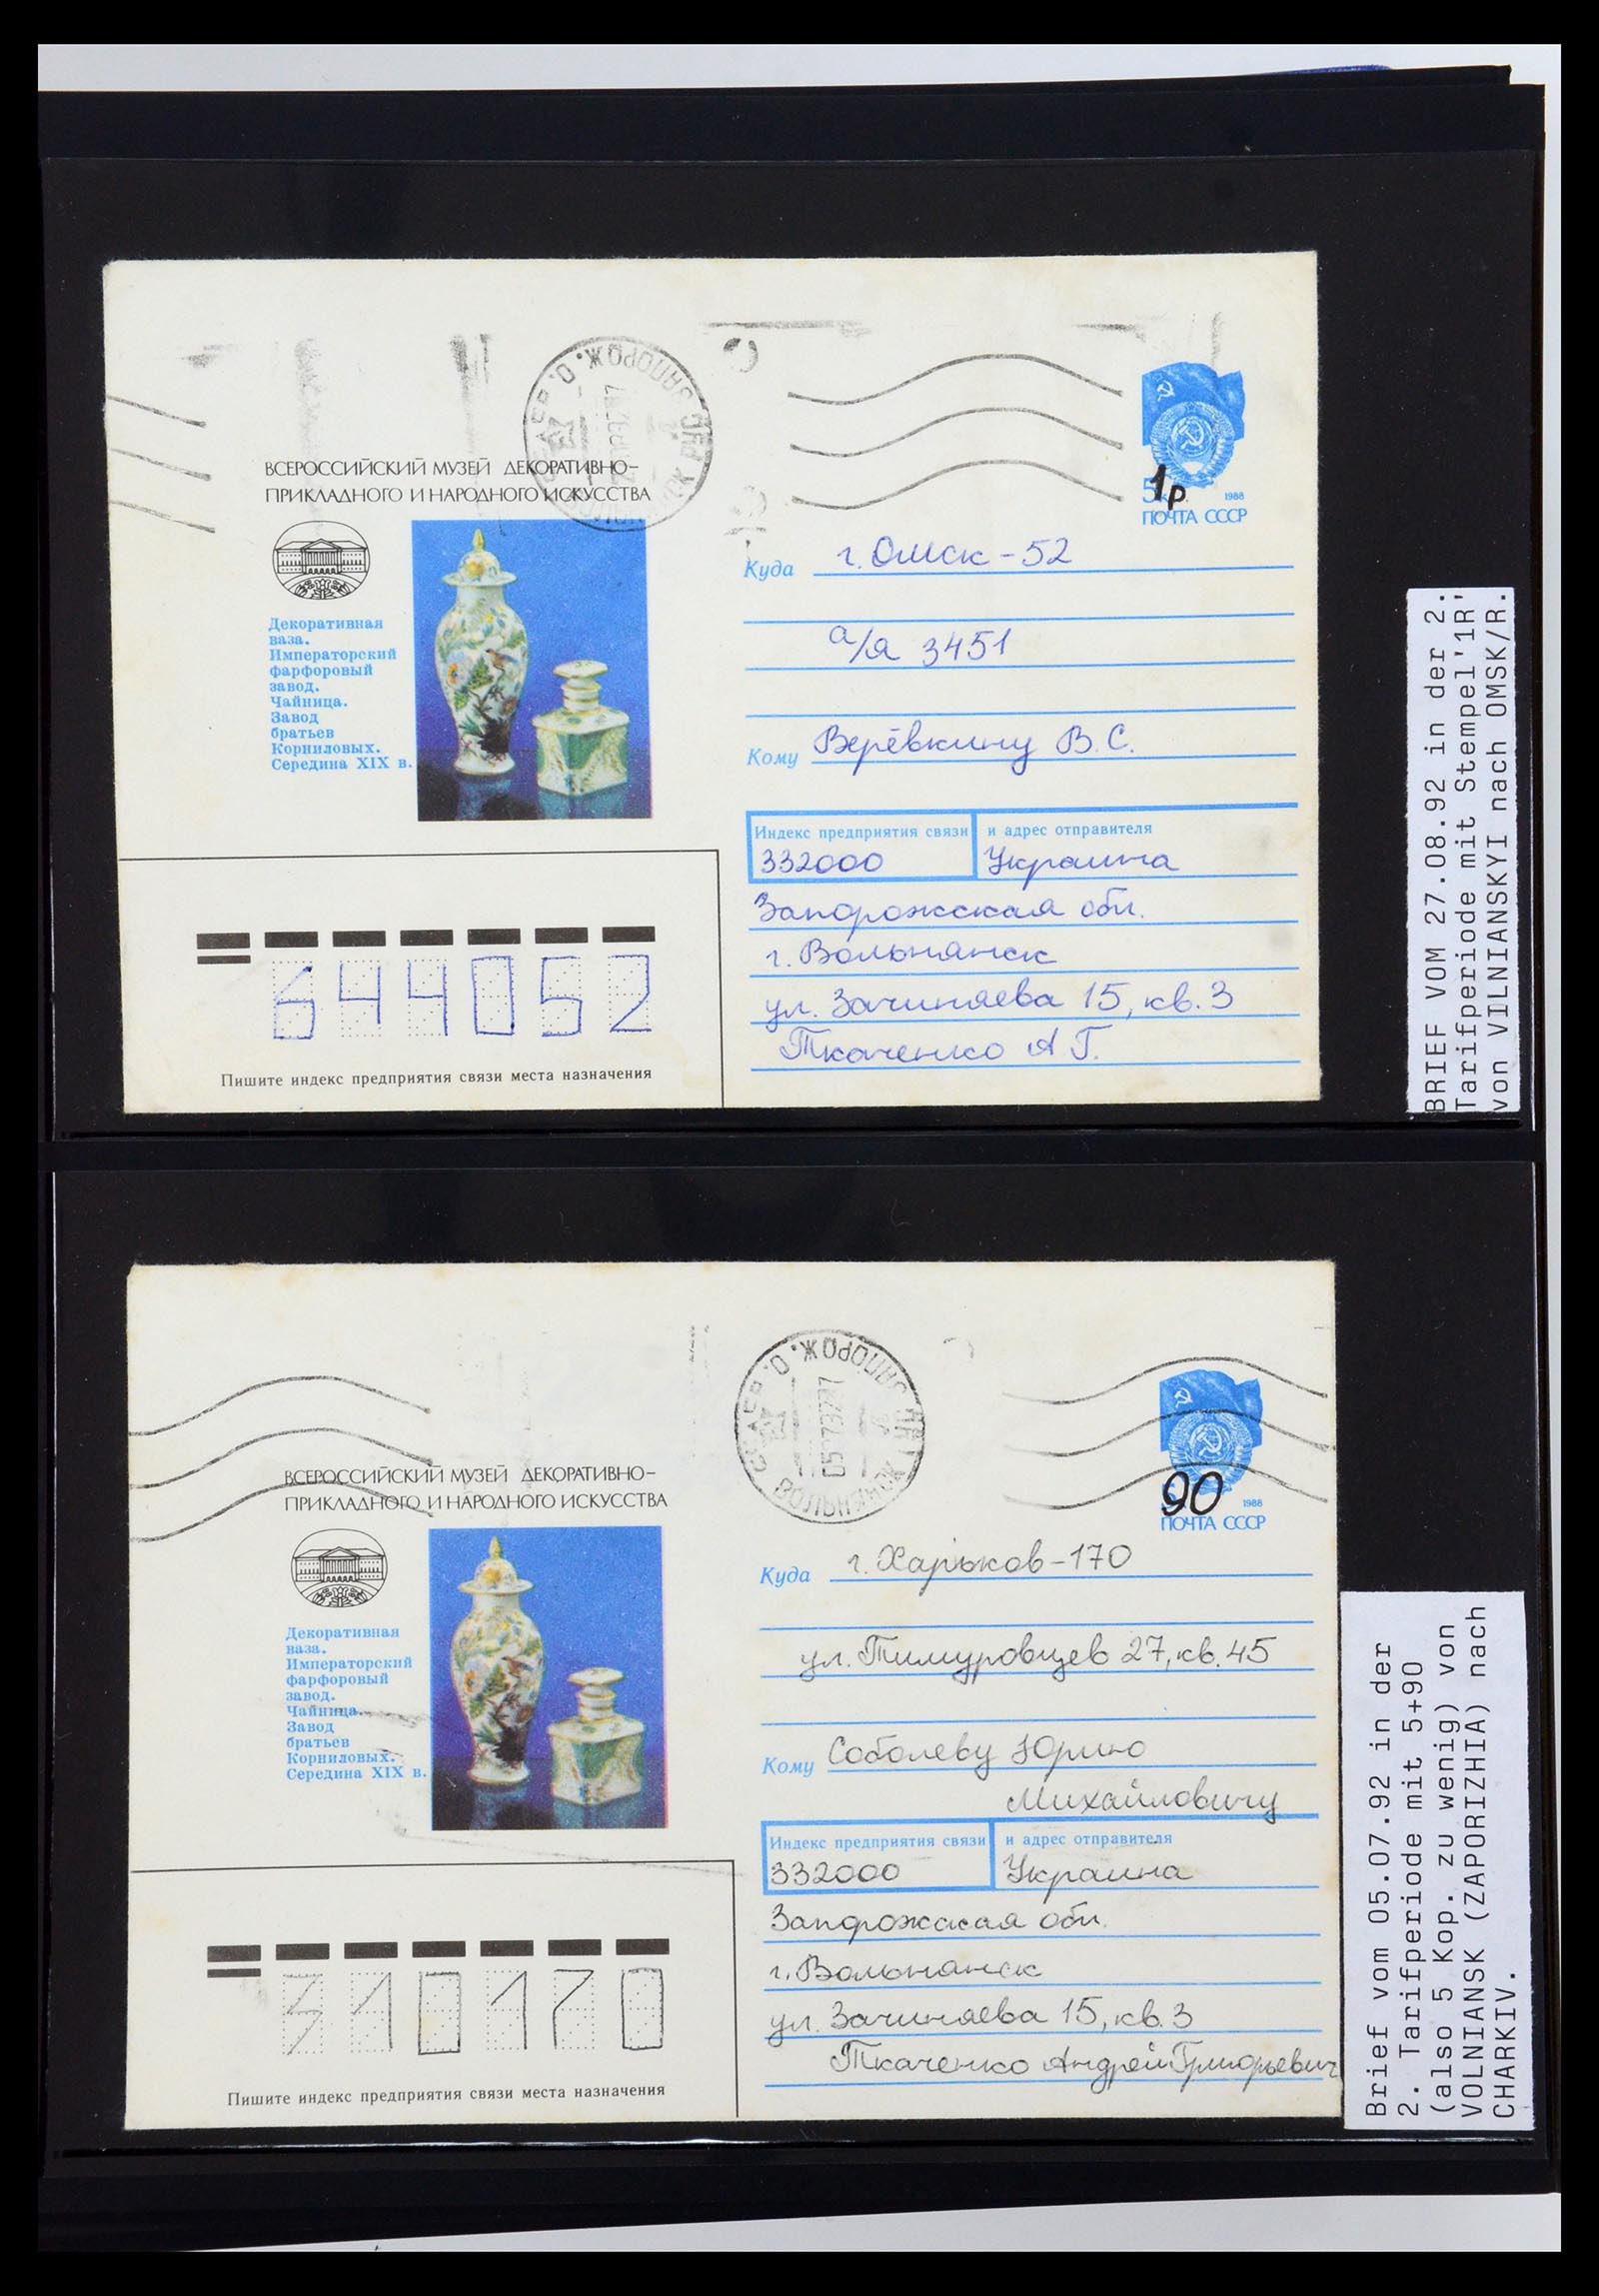 ВСЕРОССИЙСКИЙ МУЗЕЙ ДЕКОРАТИВНО-
ПРИКЛАДНОГО И НАРОДНОГО ИСКУССТВА
Декоративная
ваза.
Императорский
фарфоровый
завод.
Чайница.
Завод
братьев
Корниловых.
Середина XIX в.
ЗАПОРОЖ. О.
1р
1988
ПОЧТА СССР
Куда г. Омск-52
а/я 3451
Кому Верёвкину В.С.
Индекс предприятия связи и адрес отправителя
332000 Украина
Запорожская обл.
г. Вольнянск
ул. Зачиняева 15, кв. 3
Ткаченко А Г.
644052
Пишите индекс предприятия связи места назначения
BRIEF VOM 27.08.92 in der 2.
Tarifperiode mit Stempel'1R'
von VILNIANSKYI nach OMSK/R.
ВСЕРОССИЙСКИЙ МУЗЕЙ ДЕКОРАТИВНО-
ПРИКЛАДНОГО И НАРОДНОГО ИСКУССТВА
Декоративная
ваза.
Императорский
фарфоровый
завод.
Чайница.
Завод
братьев
Корниловых.
Середина XIX в.
ЗАПОРОЖ. О.
ВОЛЬНЯНСК
90
1988
ПОЧТА СССР
Куда г. Харьков-170
ул. Тимуровцев 27, кв. 45
Кому Соболеву Юрию
Михайловичу
Индекс предприятия связи и адрес отправителя
332000 Украина
Запорожская обл.
г. Вольнянск
ул. Зачиняева 15, кв. 3
Ткаченко Андрей Григорьевич
310170
Пишите индекс предприятия связи места назначения
Brief vom 05.07.92 in der
2. Tarifperiode mit 5+90
(also 5 Kop. zu wenig) von
VOLNIANSK (ZAPORIZHIA) nach
CHARKIV.